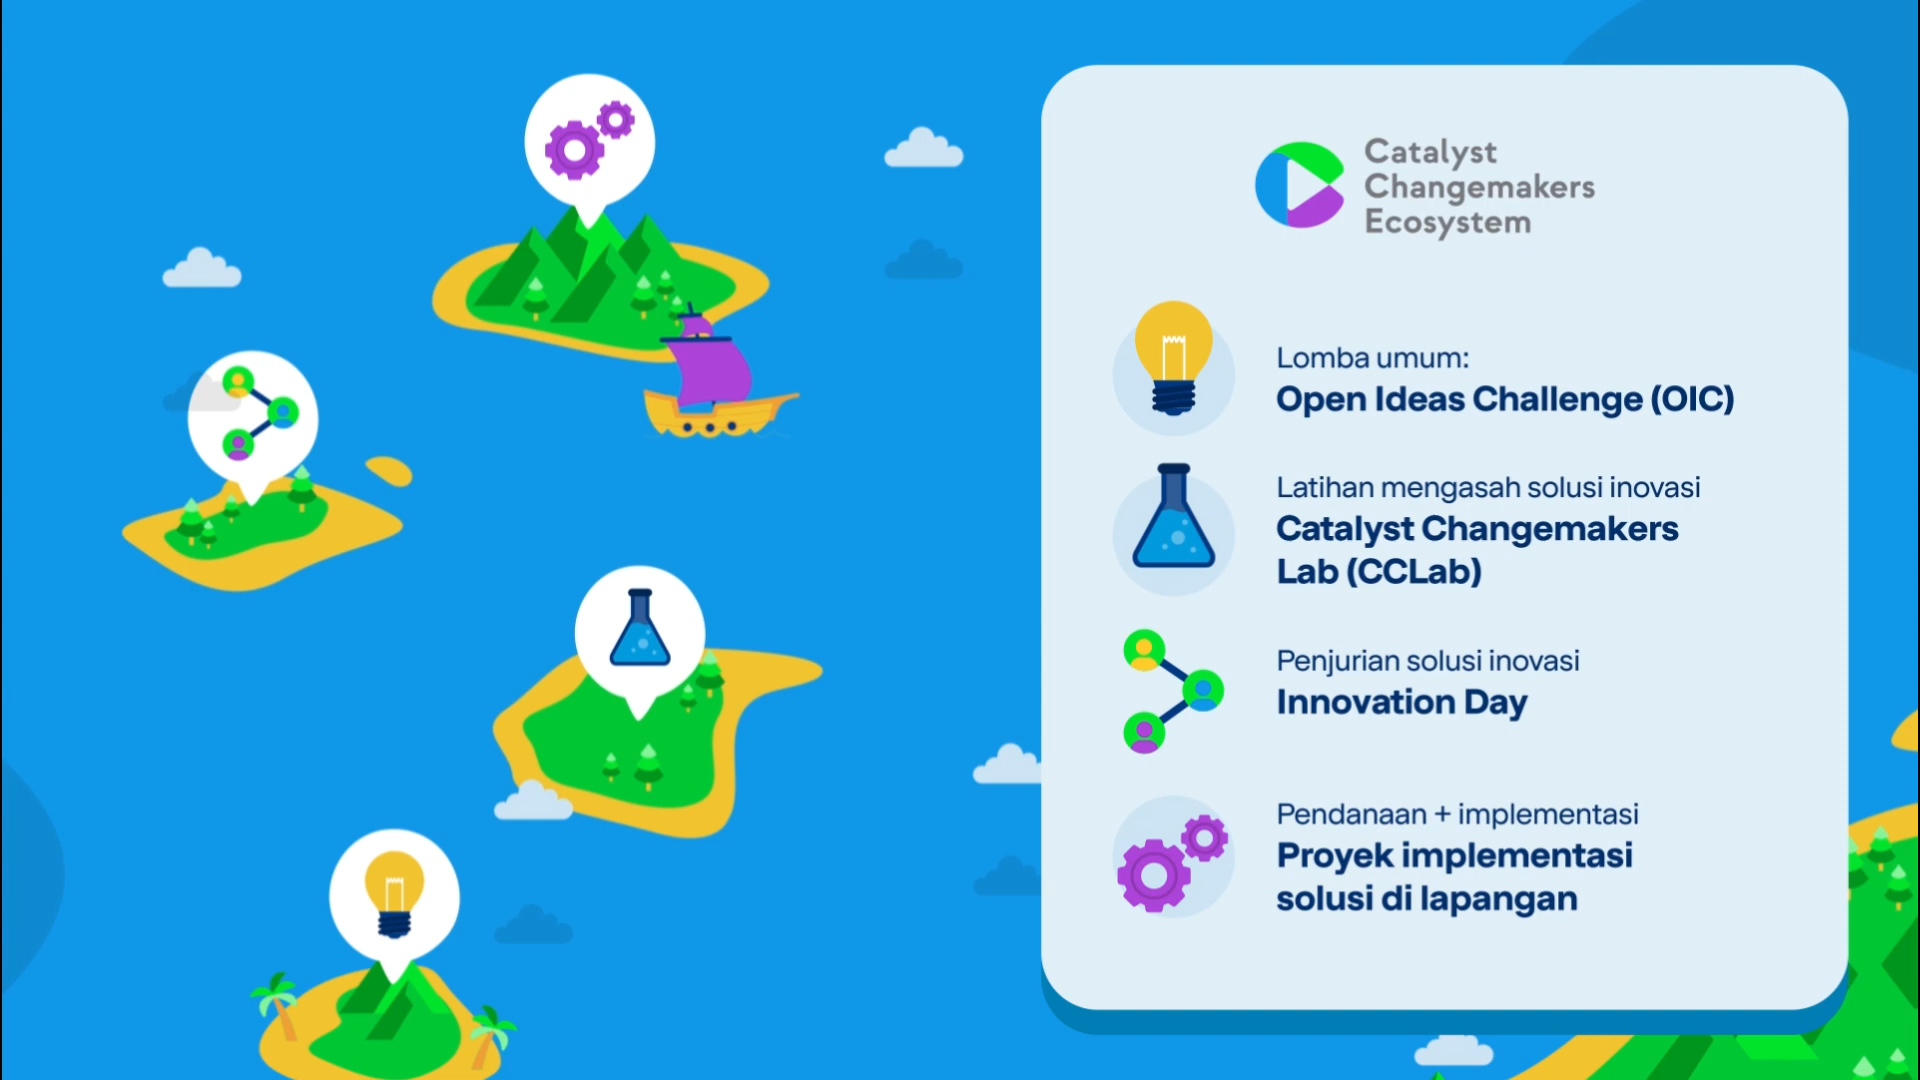 Catalyst
Changemakers
Ecosystem
Lomba umum:
Open Ideas Challenge (OIC)
Latihan mengasah solusi inovasi
Catalyst Changemakers
Lab (CCLab)
Penjurian solusi inovasi
Innovation Day
Pendanaan + implementasi
Proyek implementasi
solusi di lapangan